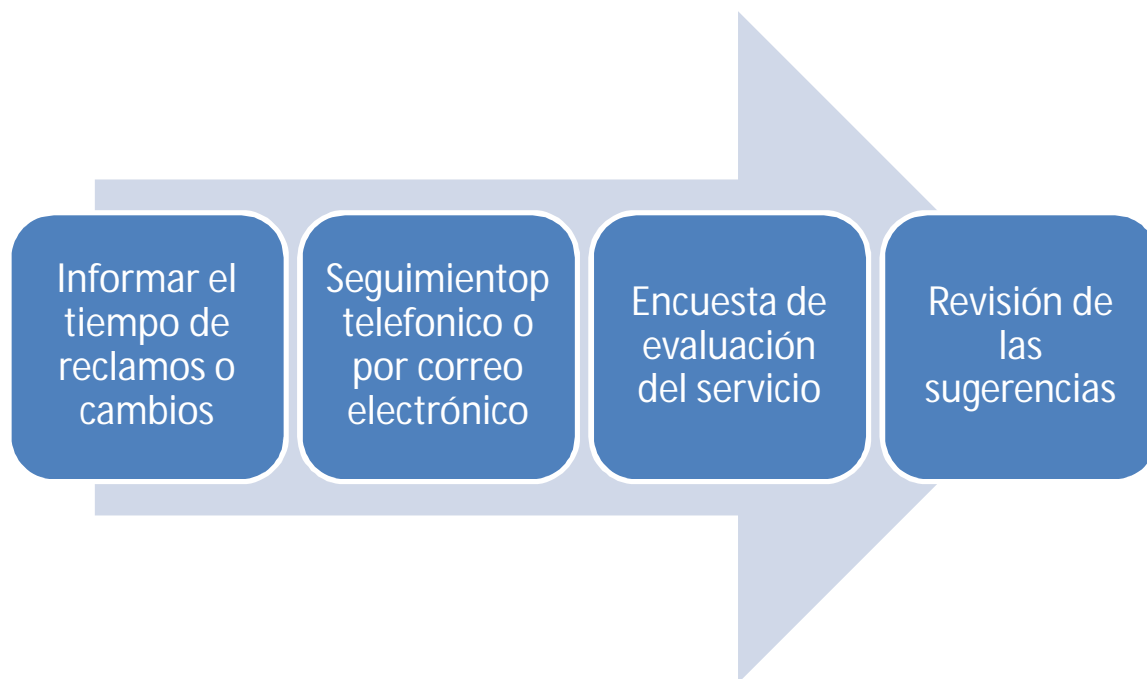 Informar el
tiempo de
reclamos o
cambios
Seguimientop
telefonico o
por correo
electrónico
Encuesta de
evaluación
del servicio
Revisión de
las
sugerencias